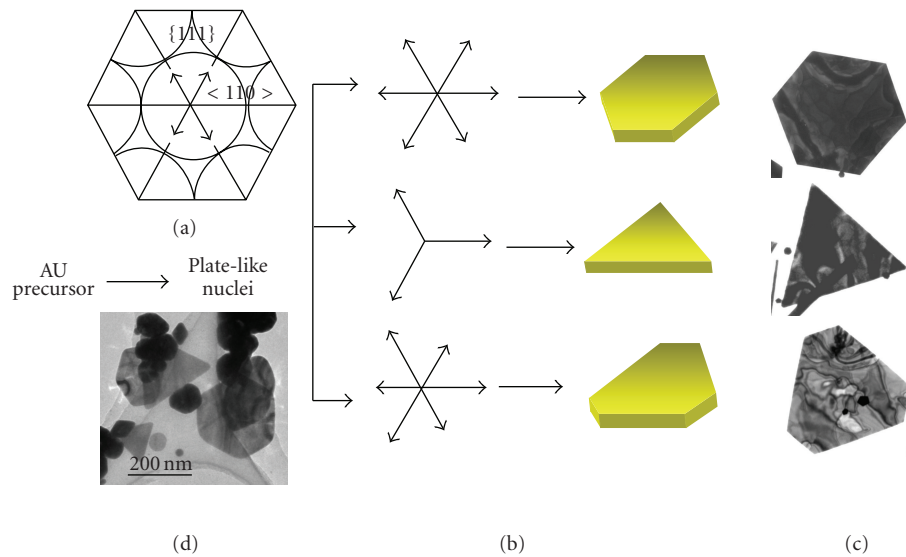 {111}
< 110 >
(a)
AU
precursor
Plate-like
nuclei
200 nm
(d)
(b)
(c)